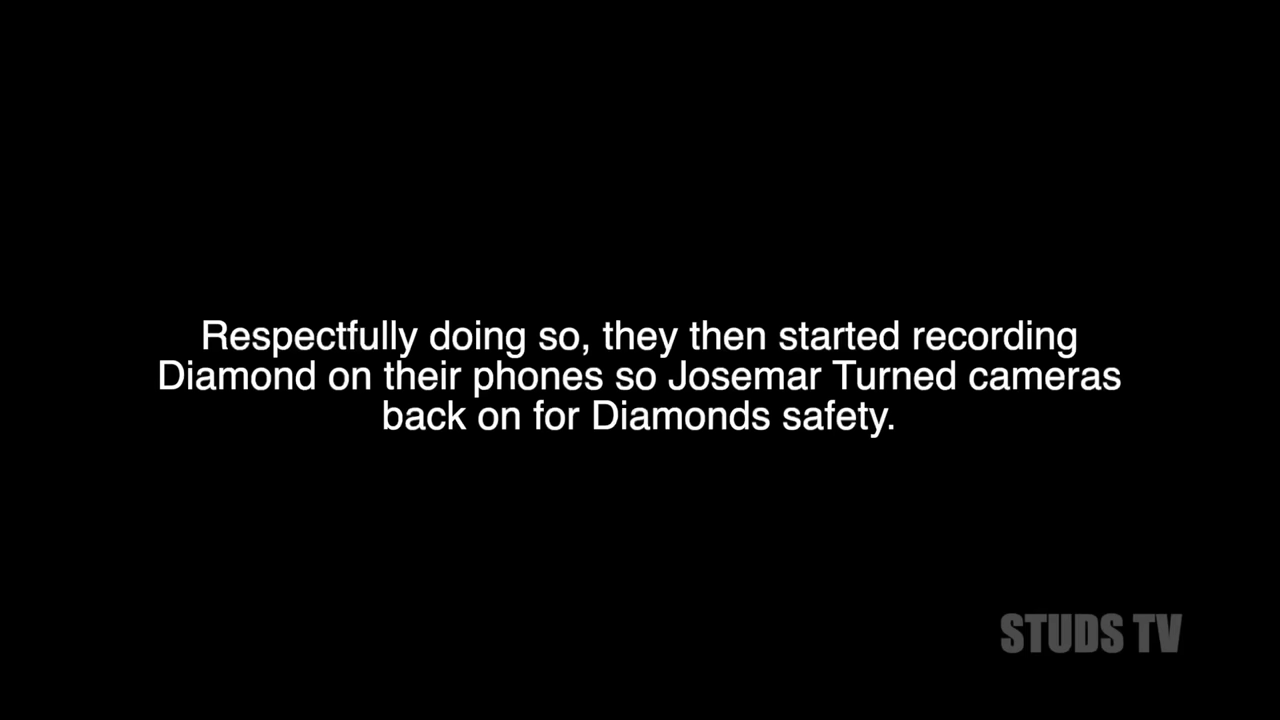 Respectfully doing so, they then started recording
Diamond on their phones so Josemar Turned cameras
back on for Diamonds safety.
STUDS TV